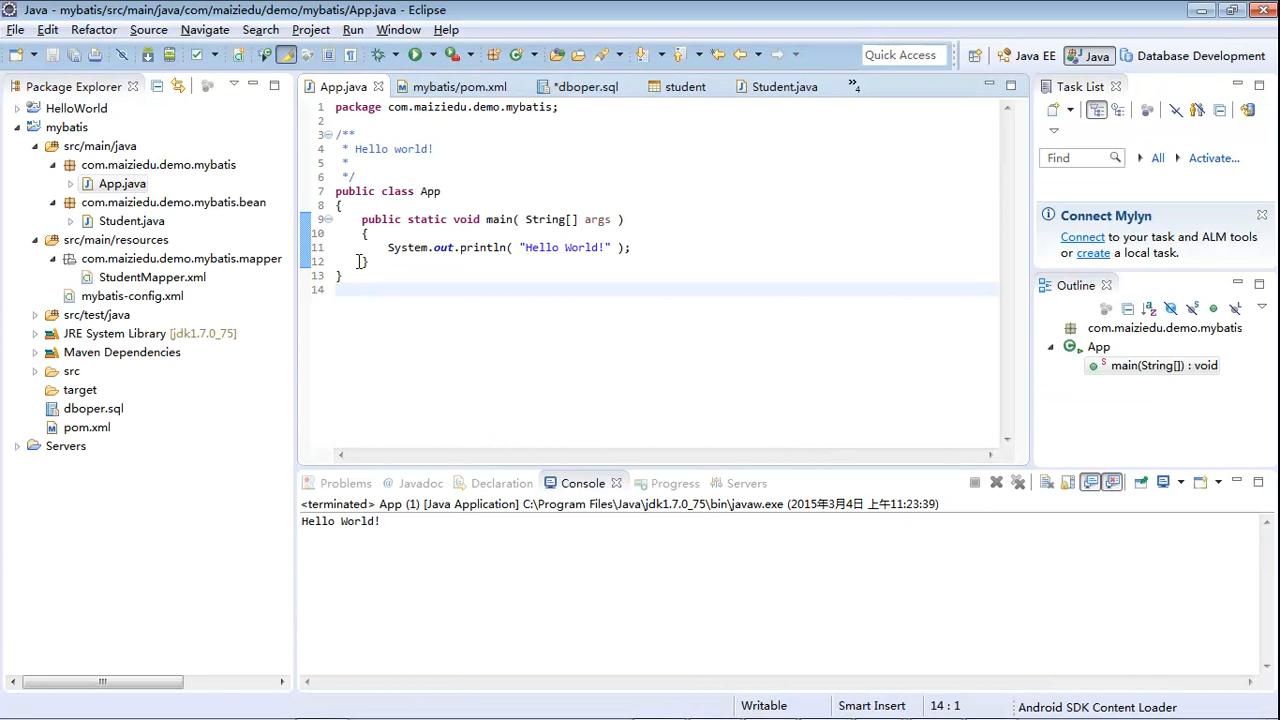 Java - mybatis/src/main/java/com/maiziedu/demo/mybatis/App.java - Eclipse
File Edit Refactor Source Navigate Search Project Run Window Help
Quick Access
Java EE
Java
Database Development
Package Explorer
HelloWorld
mybatis
src/main/java
com.maiziedu.demo.mybatis
App.java
com.maiziedu.demo.mybatis.bean
Student.java
src/main/resources
com.maiziedu.demo.mybatis.mapper
StudentMapper.xml
mybatis-config.xml
src/test/java
JRE System Library [jdk1.7.0_75]
Maven Dependencies
src
target
dboper.sql
pom.xml
Servers
App.java mybatis/pom.xml *dboper.sql student Student.java »4
1 package com.maiziedu.demo.mybatis;
2
3 /**
4 * Hello world!
5 *
6 */
7 public class App
8 {
9 public static void main( String[] args )
10 {
11 System.out.println( "Hello World!" );
12 }
13 }
14
Task List
Find All Activate...
Connect Mylyn
Connect to your task and ALM tools
or create a local task.
Outline
com.maiziedu.demo.mybatis
App
main(String[]) : void
Problems Javadoc Declaration Console Progress Servers
<terminated> App (1) [Java Application] C:\Program Files\Java\jdk1.7.0_75\bin\javaw.exe (2015年3月4日 上午11:23:39)
Hello World!
Writable Smart Insert 14 : 1 Android SDK Content Loader